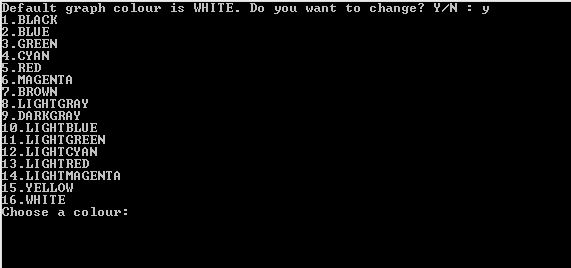 Default graph colour is WHITE. Do you want to change? Y/N : y
1.BLACK
2.BLUE
3.GREEN
4.CYAN
5.RED
6.MAGENTA
7.BROWN
8.LIGHTGRAY
9.DARKGRAY
10.LIGHTBLUE
11.LIGHTGREEN
12.LIGHTCYAN
13.LIGHTRED
14.LIGHTMAGENTA
15.YELLOW
16.WHITE
Choose a colour: